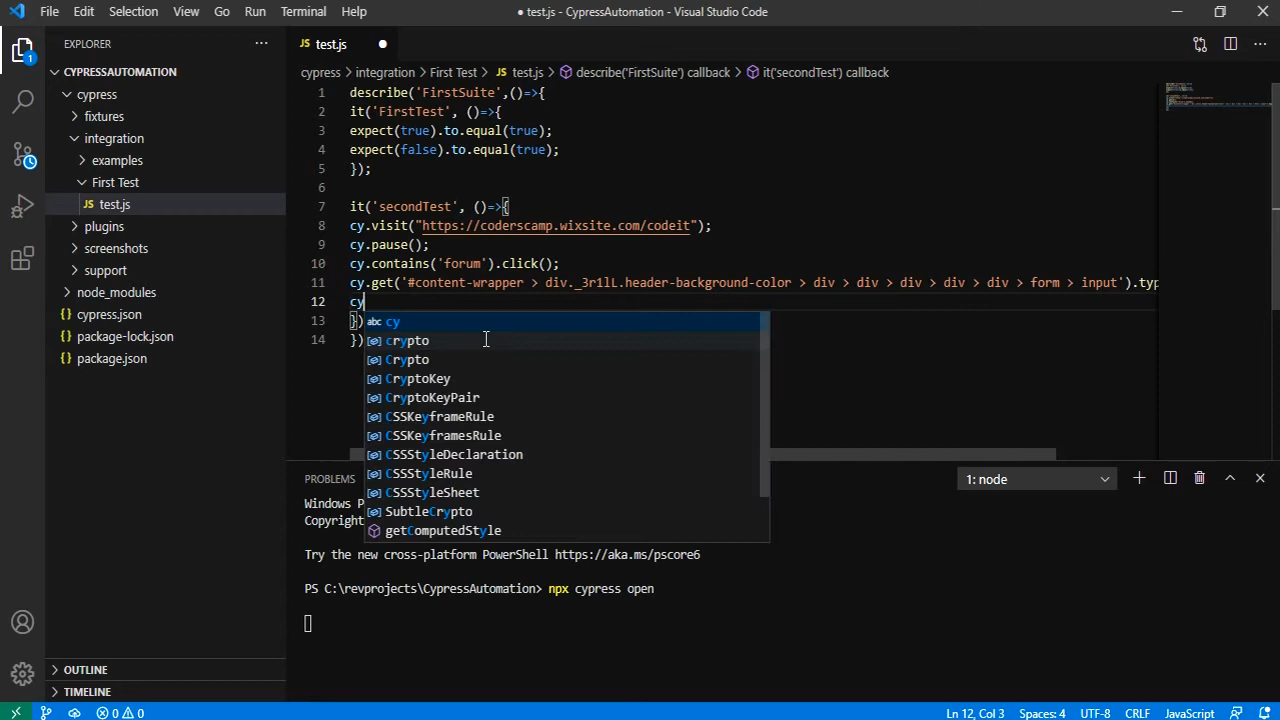 File Edit Selection View Go Run Terminal Help
● test.js - CypressAutomation - Visual Studio Code
EXPLORER
CYPRESSAUTOMATION
cypress
fixtures
integration
examples
First Test
JS test.js
plugins
screenshots
support
node_modules
cypress.json
package-lock.json
package.json
OUTLINE
TIMELINE
1
JS test.js
cypress > integration > First Test > JS test.js > describe('FirstSuite') callback > it('secondTest') callback
1 describe('FirstSuite',()=>{
2 it('FirstTest', ()=>{
3 expect(true).to.equal(true);
4 expect(false).to.equal(true);
5 });
6
7 it('secondTest', ()=>{
8 cy.visit("https://coderscamp.wixsite.com/codeit");
9 cy.pause();
10 cy.contains('forum').click();
11 cy.get('#content-wrapper > div._3r1lL.header-background-color > div > div > div > div > div > form > input').typ
12 cy
13 })
14 })
abc cy
crypto
Crypto
CryptoKey
CryptoKeyPair
CSSKeyframeRule
CSSKeyframesRule
CSSStyleDeclaration
CSSStyleRule
CSSStyleSheet
SubtleCrypto
getComputedStyle
PROBLEMS
1: node
Windows P
Copyright
Try the new cross-platform PowerShell https://aka.ms/pscore6
PS C:\revprojects\CypressAutomation> npx cypress open
0 0
Ln 12, Col 3 Spaces: 4 UTF-8 CRLF JavaScript